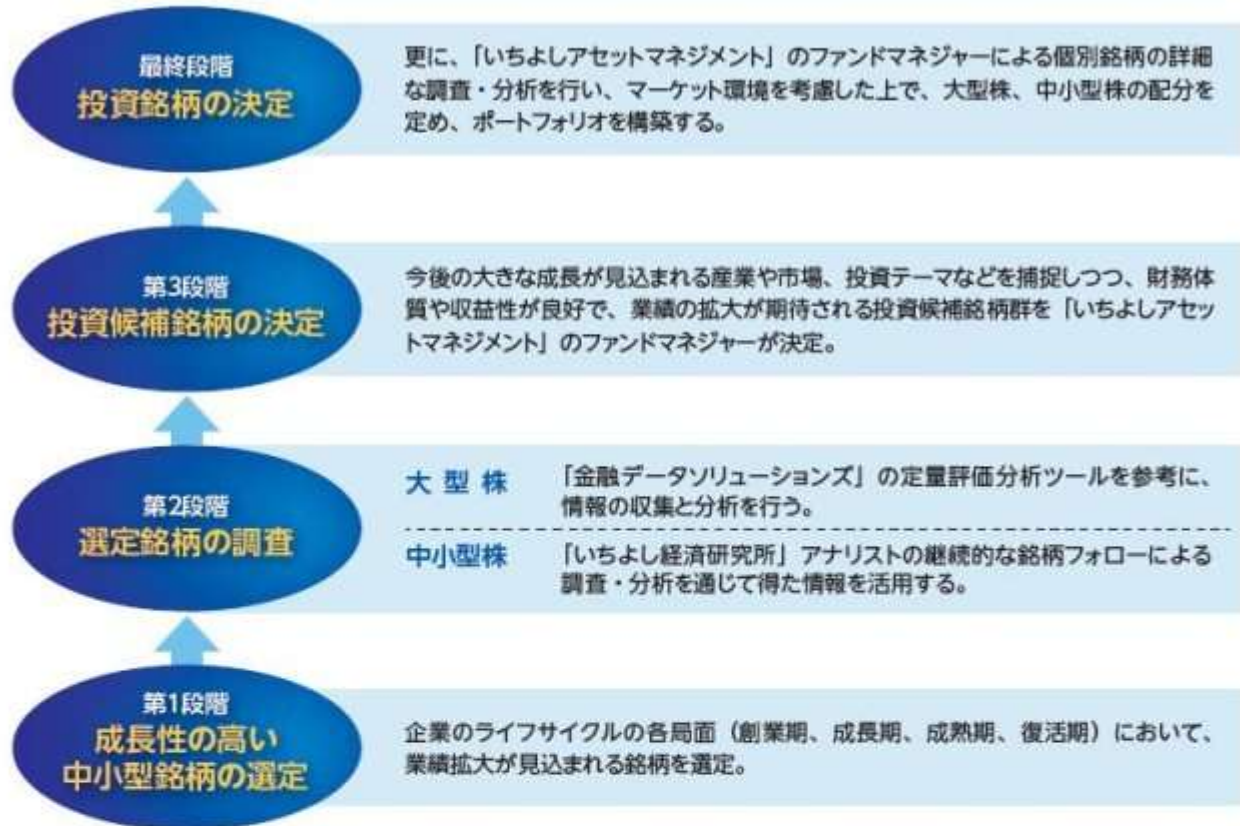 最終段階
投資銘柄の決定
更に、「いちよしアセットマネジメント」のファンドマネジャーによる個別銘柄の詳細
な調査・分析を行い、マーケット環境を考慮した上で、大型株、中小型株の配分を
定め、ポートフォリオを構築する。
第3段階
投資候補銘柄の決定
今後の大きな成長が見込まれる産業や市場、投資テーマなどを捕捉しつつ、財務体
質や収益性が良好で、業績の拡大が期待される投資候補銘柄群を「いちよしアセッ
トマネジメント」のファンドマネジャーが決定。
第2段階
選定銘柄の調査
大型株 「金融データソリューションズ」の定量評価分析ツールを参考に、
情報の収集と分析を行う。
中小型株 「いちよし経済研究所」アナリストの継続的な銘柄フォローによる
調査・分析を通じて得た情報を活用する。
第1段階
成長性の高い
中小型銘柄の選定
企業のライフサイクルの各局面（創業期、成長期、成熟期、復活期）において、
業績拡大が見込まれる銘柄を選定。